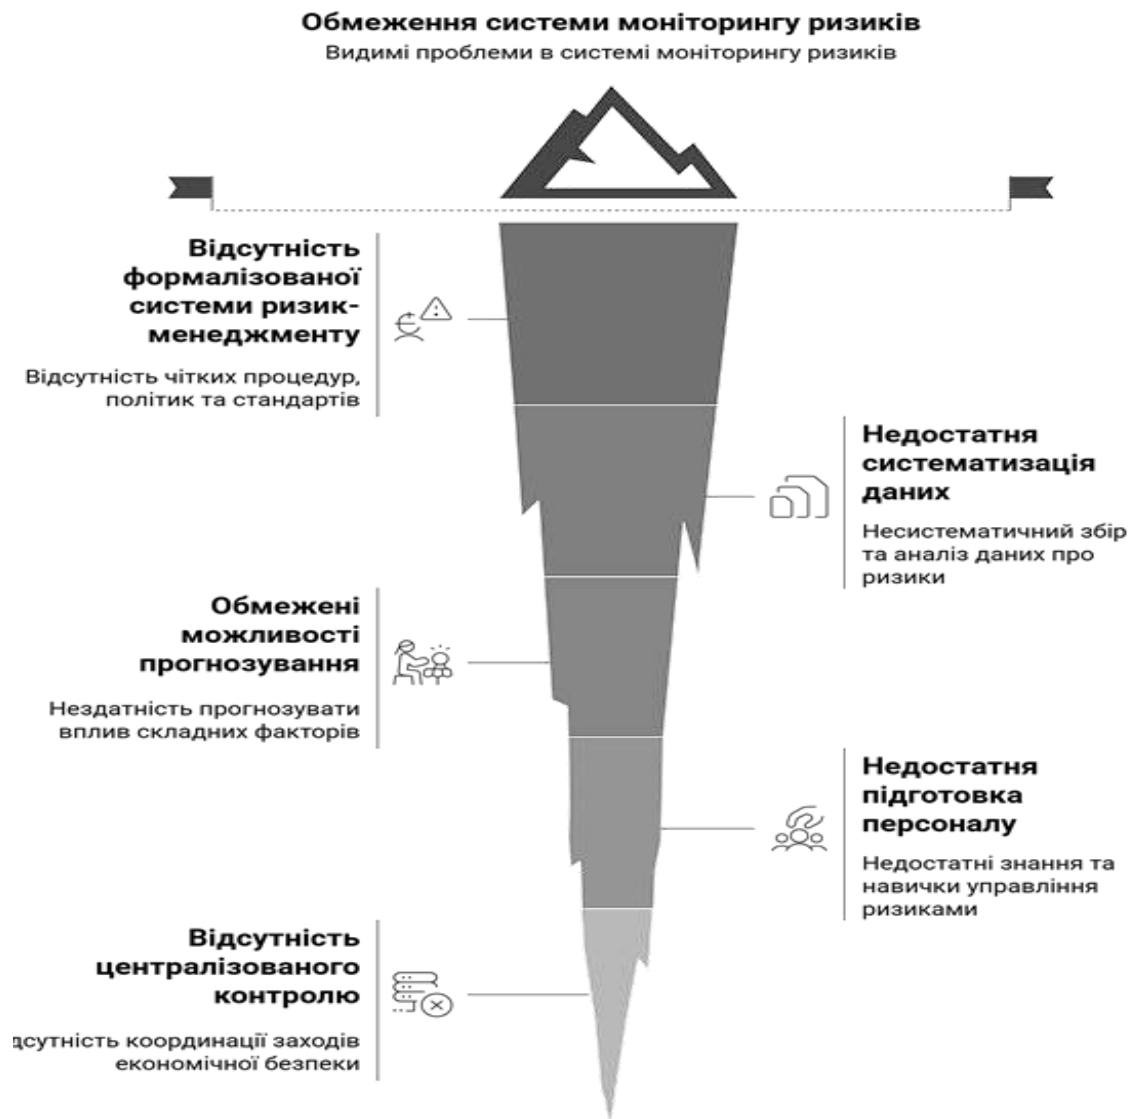 Обмеження системи моніторингу ризиків
Видимі проблеми в системі моніторингу ризиків
Відсутність
формалізованої
системи ризик-
менеджменту
Відсутність чітких процедур,
політик та стандартів
Недостатня
систематизація
даних
Несистематичний збір
та аналіз даних про
ризики
Обмежені
можливості
прогнозування
Нездатність прогнозувати
вплив складних факторів
Недостатня
підготовка
персоналу
Недостатні знання та
навички управління
ризиками
Відсутність
централізованого
контролю
координації заходів
економічної безпеки